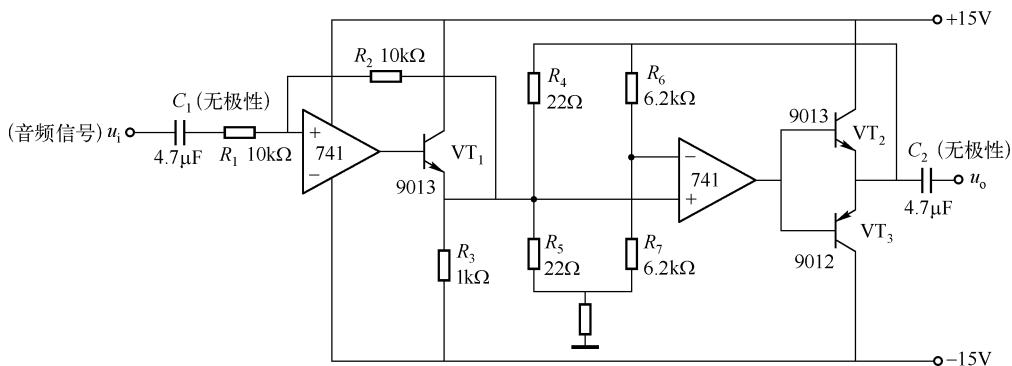 +15V
R2 10kΩ
C1 (无极性)
(音频信号) ui
4.7μF
R1 10kΩ
+
741
−
VT1
9013
R3
1kΩ
R4
22Ω
R6
6.2kΩ
R5
22Ω
R7
6.2kΩ
−
741
+
9013
VT2
C2 (无极性)
uo
4.7μF
VT3
9012
−15V